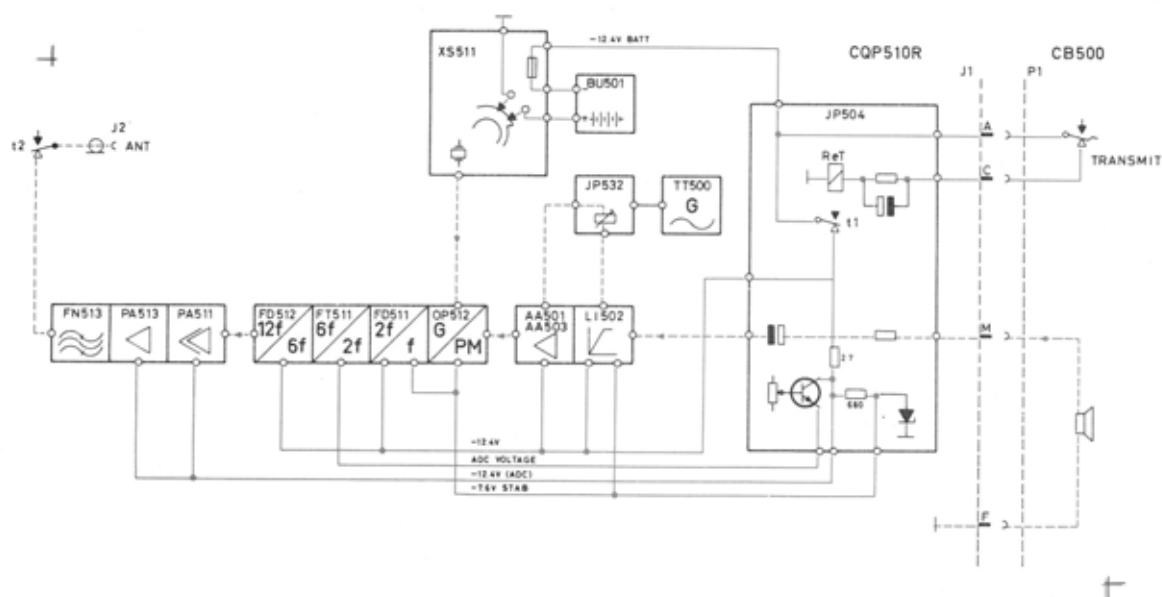 -12.4V BATT
XS511
CQP510R
CB500
J1
P1
BU501
JP504
J2
t2
ANT
A
TRANSMIT
ReT
C
JP532
TT500
G
t1
FN513
PA513
PA511
FD512
12f
6f
FT511
6f
2f
FD511
2f
f
OP512
G
PM
AA501
AA503
LI502
M
27
680
-12.4V
ADC VOLTAGE
-12.4V (ADC)
-7.6V STAB
F